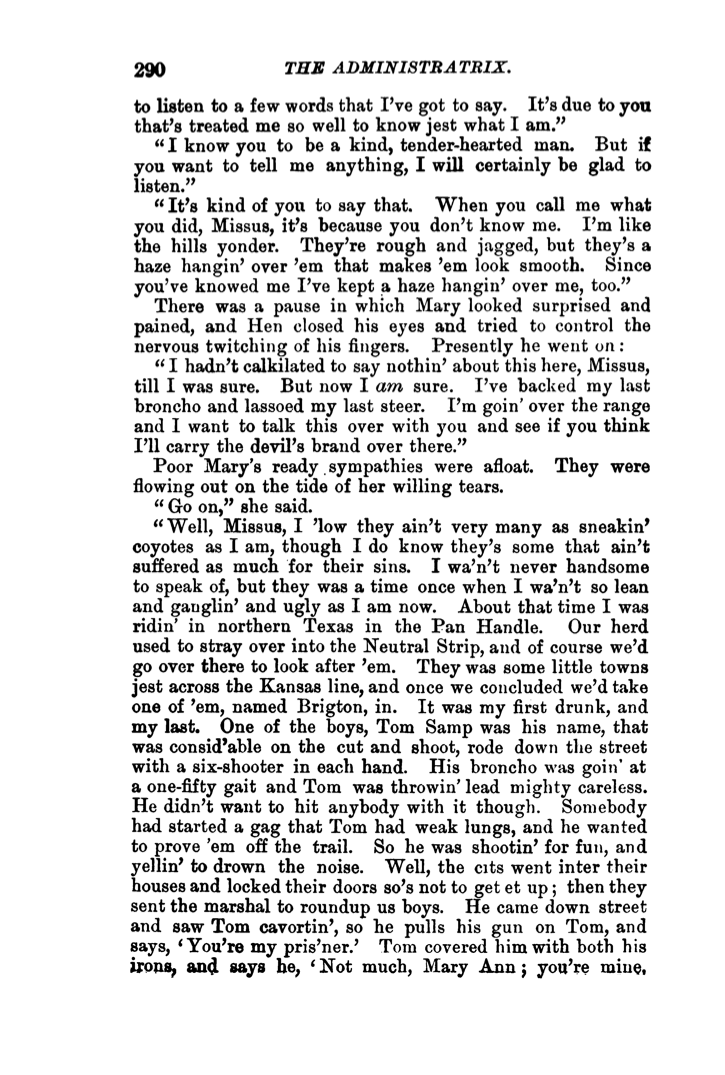 290 THE ADMINISTRATRIX.
to listen to a few words that I've got to say. It's due to you
that's treated me so well to know jest what I am."
"I know you to be a kind, tender-hearted man. But if
you want to tell me anything, I will certainly be glad to
listen."
"It's kind of you to say that. When you call me what
you did, Missus, it's because you don't know me. I'm like
the hills yonder. They're rough and jagged, but they's a
haze hangin' over 'em that makes 'em look smooth. Since
you've knowed me I've kept a haze hangin' over me, too."
There was a pause in which Mary looked surprised and
pained, and Hen closed his eyes and tried to control the
nervous twitching of his fingers. Presently he went on:
"I hadn't calkilated to say nothin' about this here, Missus,
till I was sure. But now I am sure. I've backed my last
broncho and lassoed my last steer. I'm goin' over the range
and I want to talk this over with you and see if you think
I'll carry the devil's brand over there."
Poor Mary's ready sympathies were afloat. They were
flowing out on the tide of her willing tears.
"Go on," she said.
"Well, Missus, I 'low they ain't very many as sneakin'
coyotes as I am, though I do know they's some that ain't
suffered as much for their sins. I wa'n't never handsome
to speak of, but they was a time once when I wa'n't so lean
and ganglin' and ugly as I am now. About that time I was
ridin' in northern Texas in the Pan Handle. Our herd
used to stray over into the Neutral Strip, and of course we'd
go over there to look after 'em. They was some little towns
jest across the Kansas line, and once we concluded we'd take
one of 'em, named Brigton, in. It was my first drunk, and
my last. One of the boys, Tom Samp was his name, that
was consid'able on the cut and shoot, rode down the street
with a six-shooter in each hand. His broncho was goin' at
a one-fifty gait and Tom was throwin' lead mighty careless.
He didn't want to hit anybody with it though. Somebody
had started a gag that Tom had weak lungs, and he wanted
to prove 'em off the trail. So he was shootin' for fun, and
yellin' to drown the noise. Well, the cits went inter their
houses and locked their doors so's not to get et up; then they
sent the marshal to roundup us boys. He came down street
and saw Tom cavortin', so he pulls his gun on Tom, and
says, 'You're my pris'ner.' Tom covered him with both his
irons, and says he, 'Not much, Mary Ann; you're mine,